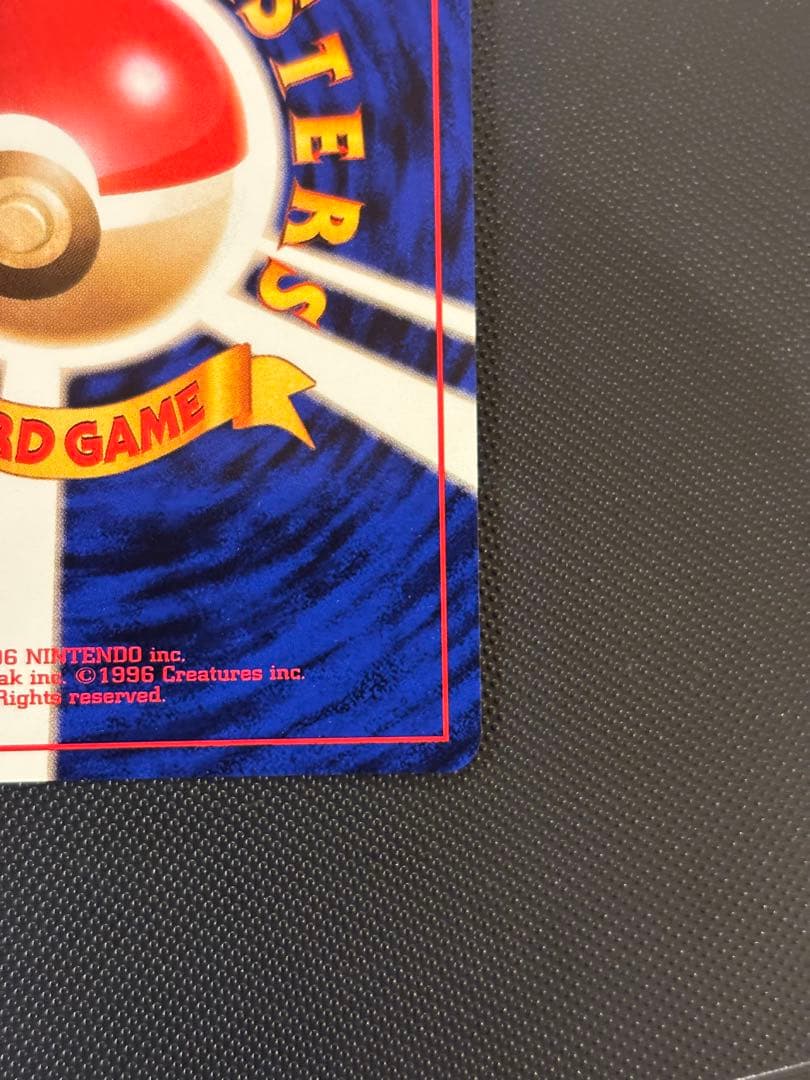 STERS
RD GAME
96 NINTENDO inc.
ak inc. ©1996 Creatures inc.
Rights reserved.